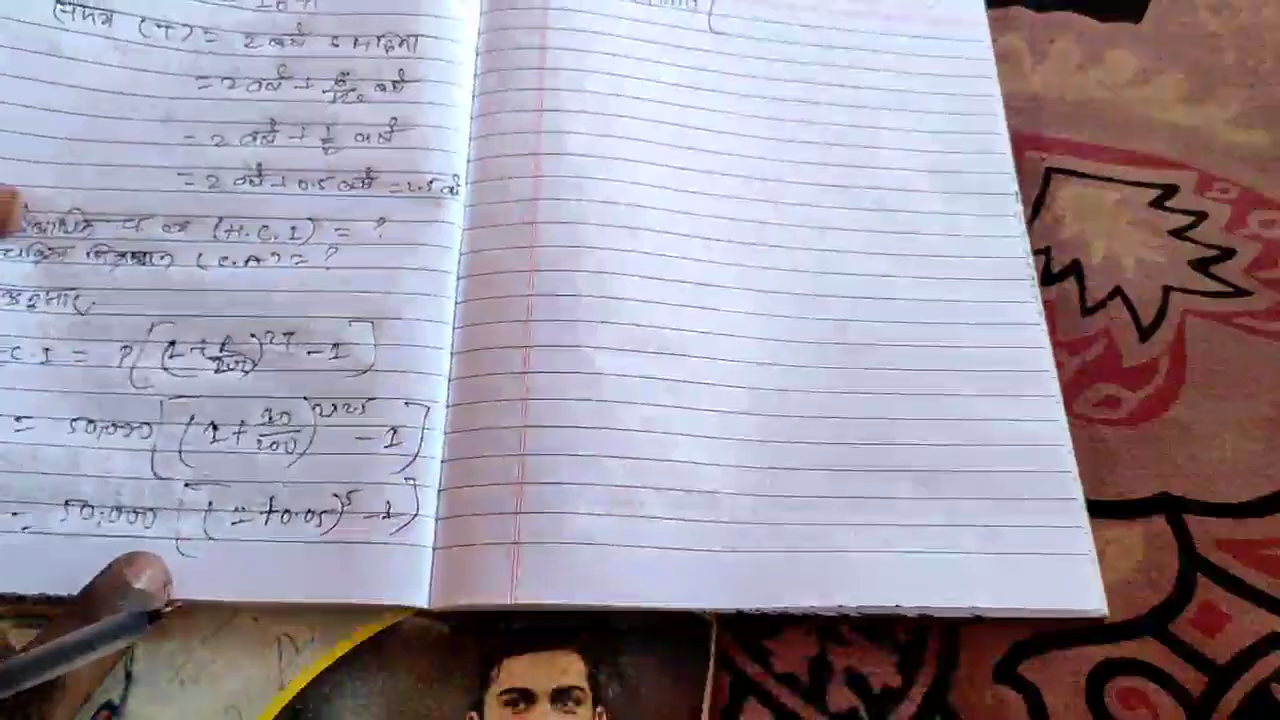 समय (T) = 2 वर्ष 6 महिना
= 2 वर्ष + 6/12 वर्ष
= 2 वर्ष + 1/2 वर्ष
= 2 वर्ष + 0.5 वर्ष = 2.5 वर्ष
(H.C.I) = ?
(C.A) = ?
अनुसार,
C.I = P[(1 + R/200)^2T - 1]
= 50,000 [(1 + 10/200)^2×2.5 - 1]
= 50,000 [(1 + 0.05)^5 - 1]